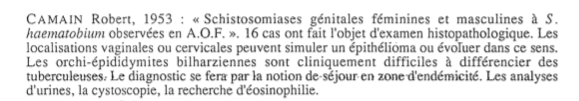 CAMAIN Robert, 1953 : « Schistosomiases génitales féminines et masculines à S.
haematobium observées en A.O.F. ». 16 cas ont fait l'objet d'examen histopathologique. Les
localisations vaginales ou cervicales peuvent simuler un épithélioma ou évoluer dans ce sens.
Les orchi-épididymites bilharziennes sont cliniquement difficiles à différencier des
tuberculeuses. Le diagnostic se fera par la notion de séjour en zone d'endémicité. Les analyses
d'urines, la cystoscopie, la recherche d'éosinophilie.